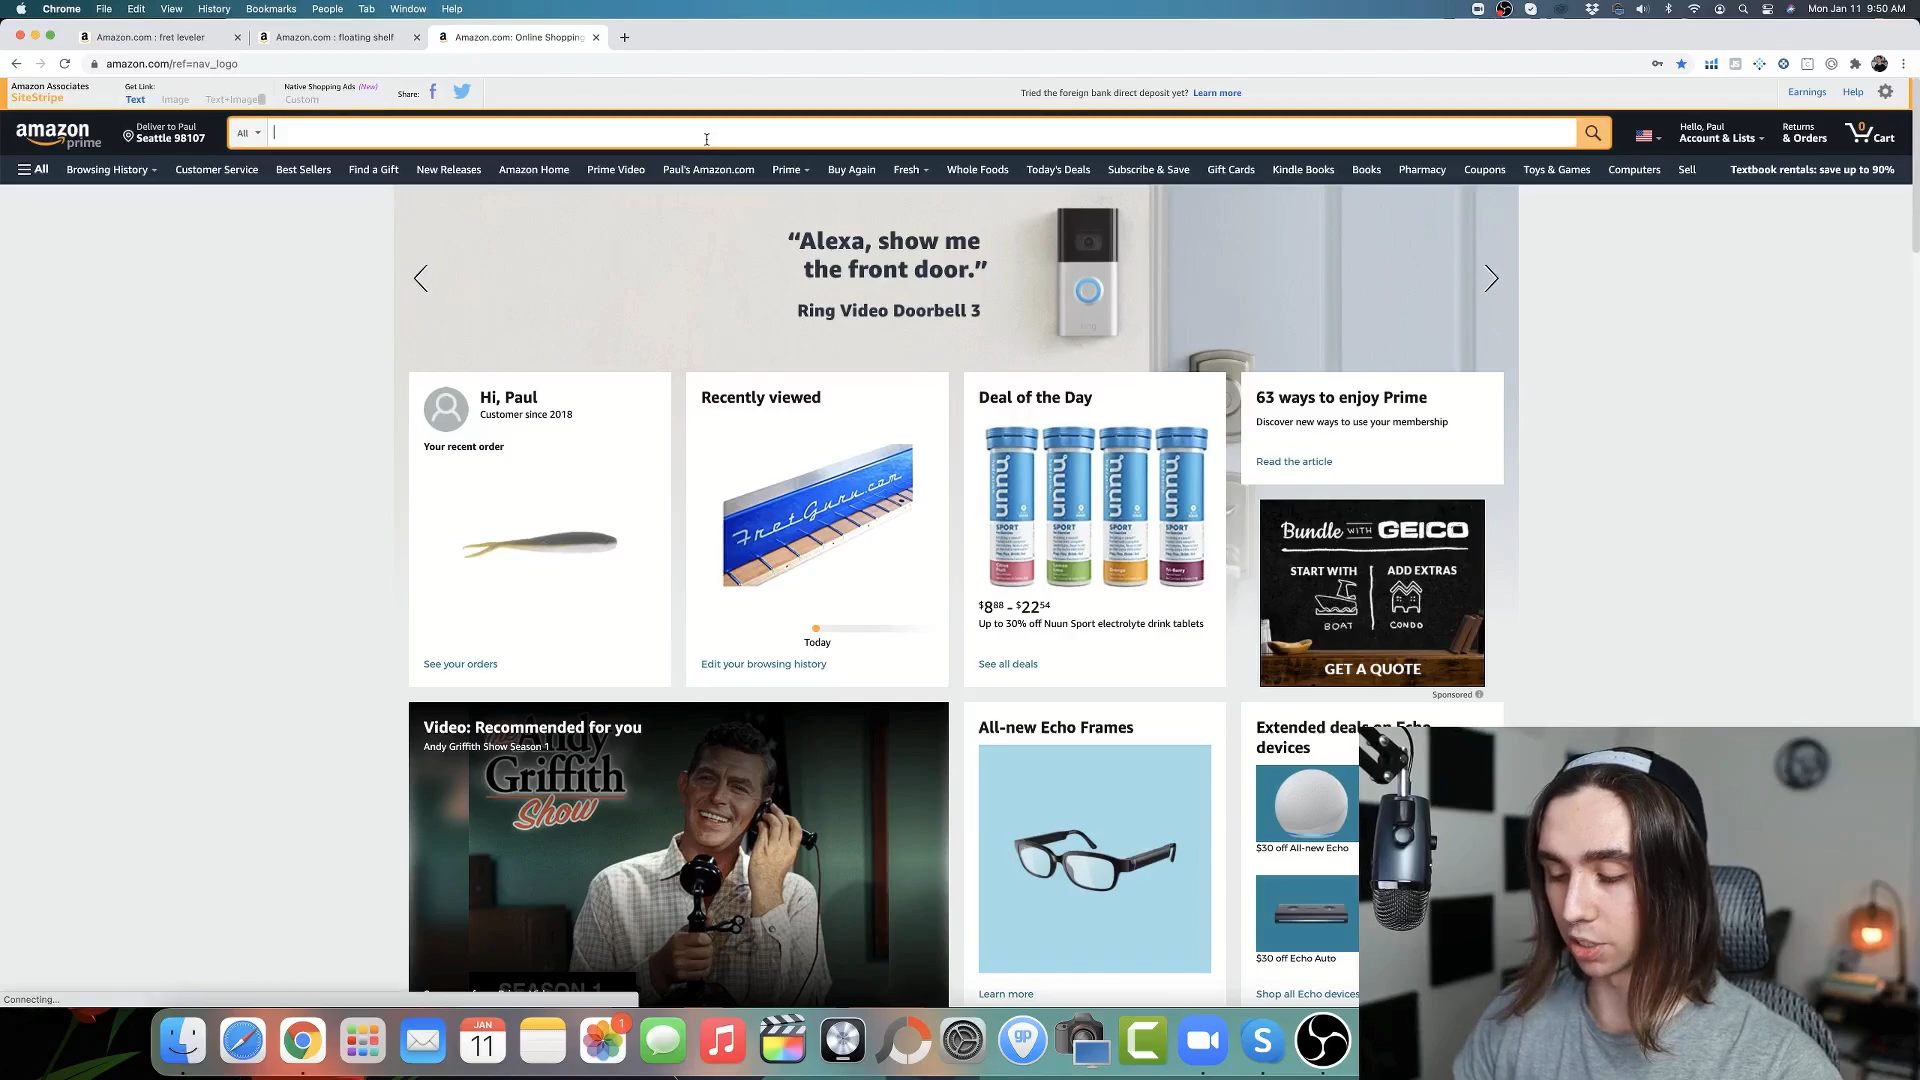 Chrome File Edit View History Bookmarks People Tab Window Help Mon Jan 11 9:50 AM
Amazon.com : fret leveler Amazon.com : floating shelf Amazon.com: Online Shopping
amazon.com/ref=nav_logo
Amazon Associates
SiteStripe
Get Link:
Text Image Text+Image
Native Shopping Ads (New)
Custom
Share:
Tried the foreign bank direct deposit yet? Learn more
Earnings Help
amazon
prime
Deliver to Paul
Seattle 98107
All
Hello, Paul
Account & Lists
Returns
& Orders
0
Cart
All Browsing History Customer Service Best Sellers Find a Gift New Releases Amazon Home Prime Video Paul's Amazon.com Prime Buy Again Fresh Whole Foods Today's Deals Subscribe & Save Gift Cards Kindle Books Books Pharmacy Coupons Toys & Games Computers Sell Textbook rentals: save up to 90%
“Alexa, show me
the front door.”
Ring Video Doorbell 3
ring
Hi, Paul
Customer since 2018
Your recent order
See your orders
Recently viewed
FretGuru.com
Today
Edit your browsing history
Deal of the Day
nuun nuun nuun nuun
SPORT SPORT SPORT SPORT
$8 88 - $22 54
Up to 30% off Nuun Sport electrolyte drink tablets
See all deals
63 ways to enjoy Prime
Discover new ways to use your membership
Read the article
Bundle WITH GEICO
START WITH ADD EXTRAS
BOAT CONDO
GET A QUOTE
Sponsored
Video: Recommended for you
Andy Griffith Show Season 1
Andy
Griffith
Show
SEASON 1
All-new Echo Frames
Learn more
Extended deals on Echo
devices
$30 off All-new Echo
$30 off Echo Auto
Shop all Echo devices
Connecting...
JAN
11
1
gp